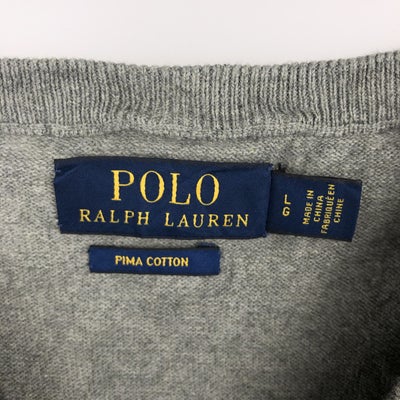 POLO
RALPH LAUREN
PIMA COTTON
L
G
MADE IN
CHINA
FABRIQUÉ EN
CHINE